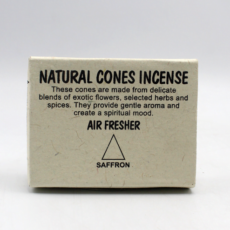 NATURAL CONES INCENSE
These cones are made from delicate
blends of exotic flowers, selected herbs and
spices. They provide gentle aroma and
create a spiritual mood.
AIR FRESHER
SAFFRON